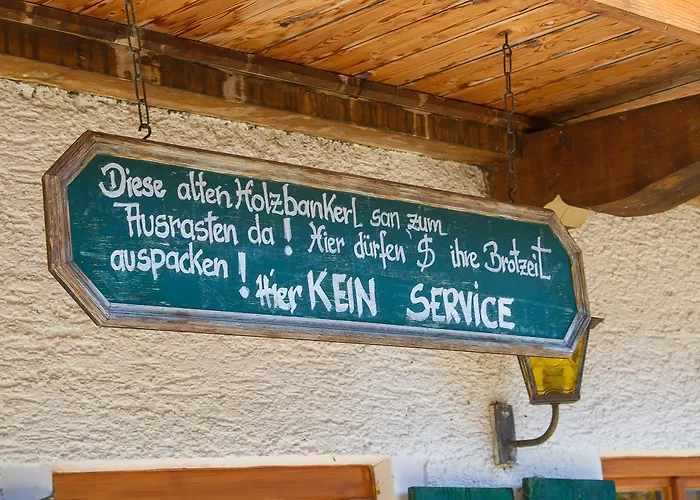 Diese alten Holzbankerl san zum
Ausrasten da! Hier dürfen $ ihre Brotzeit
auspacken! Hier KEIN SERVICE